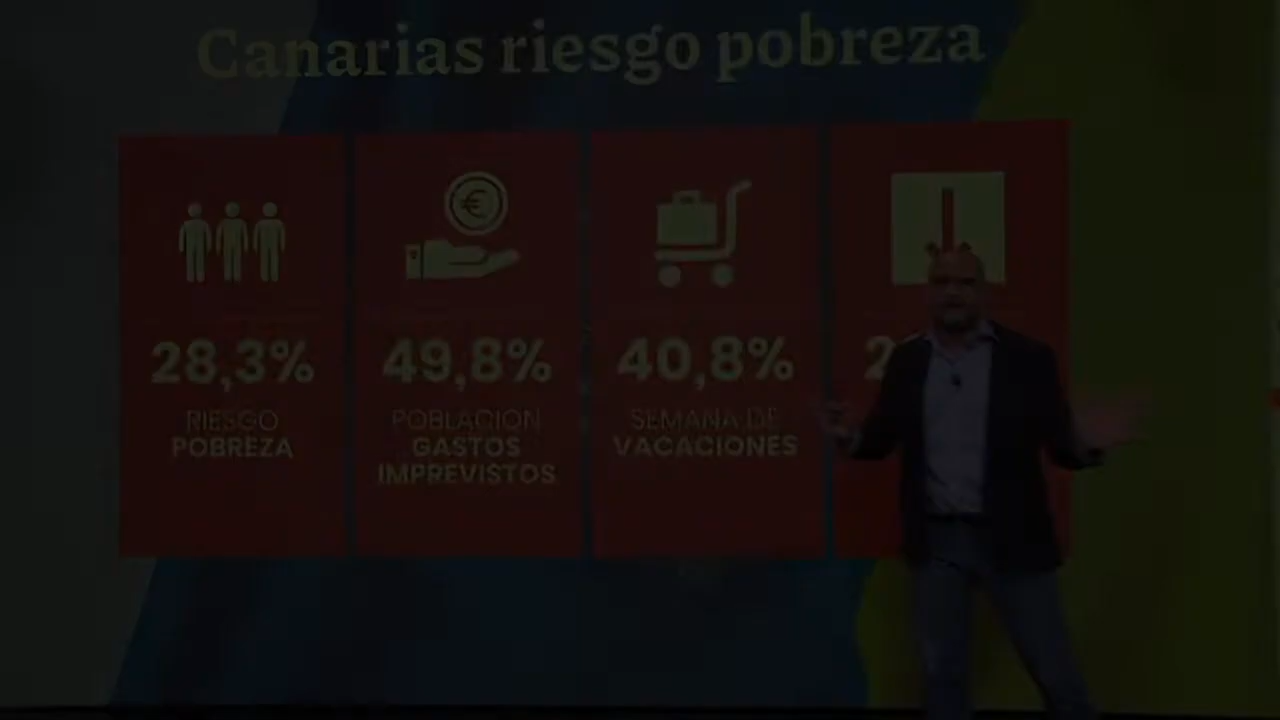 Canarias riesgo pobreza
28,3%
RIESGO
POBREZA
49,8%
POBLACIÓN
GASTOS
IMPREVISTOS
40,8%
SEMANA DE
VACACIONES